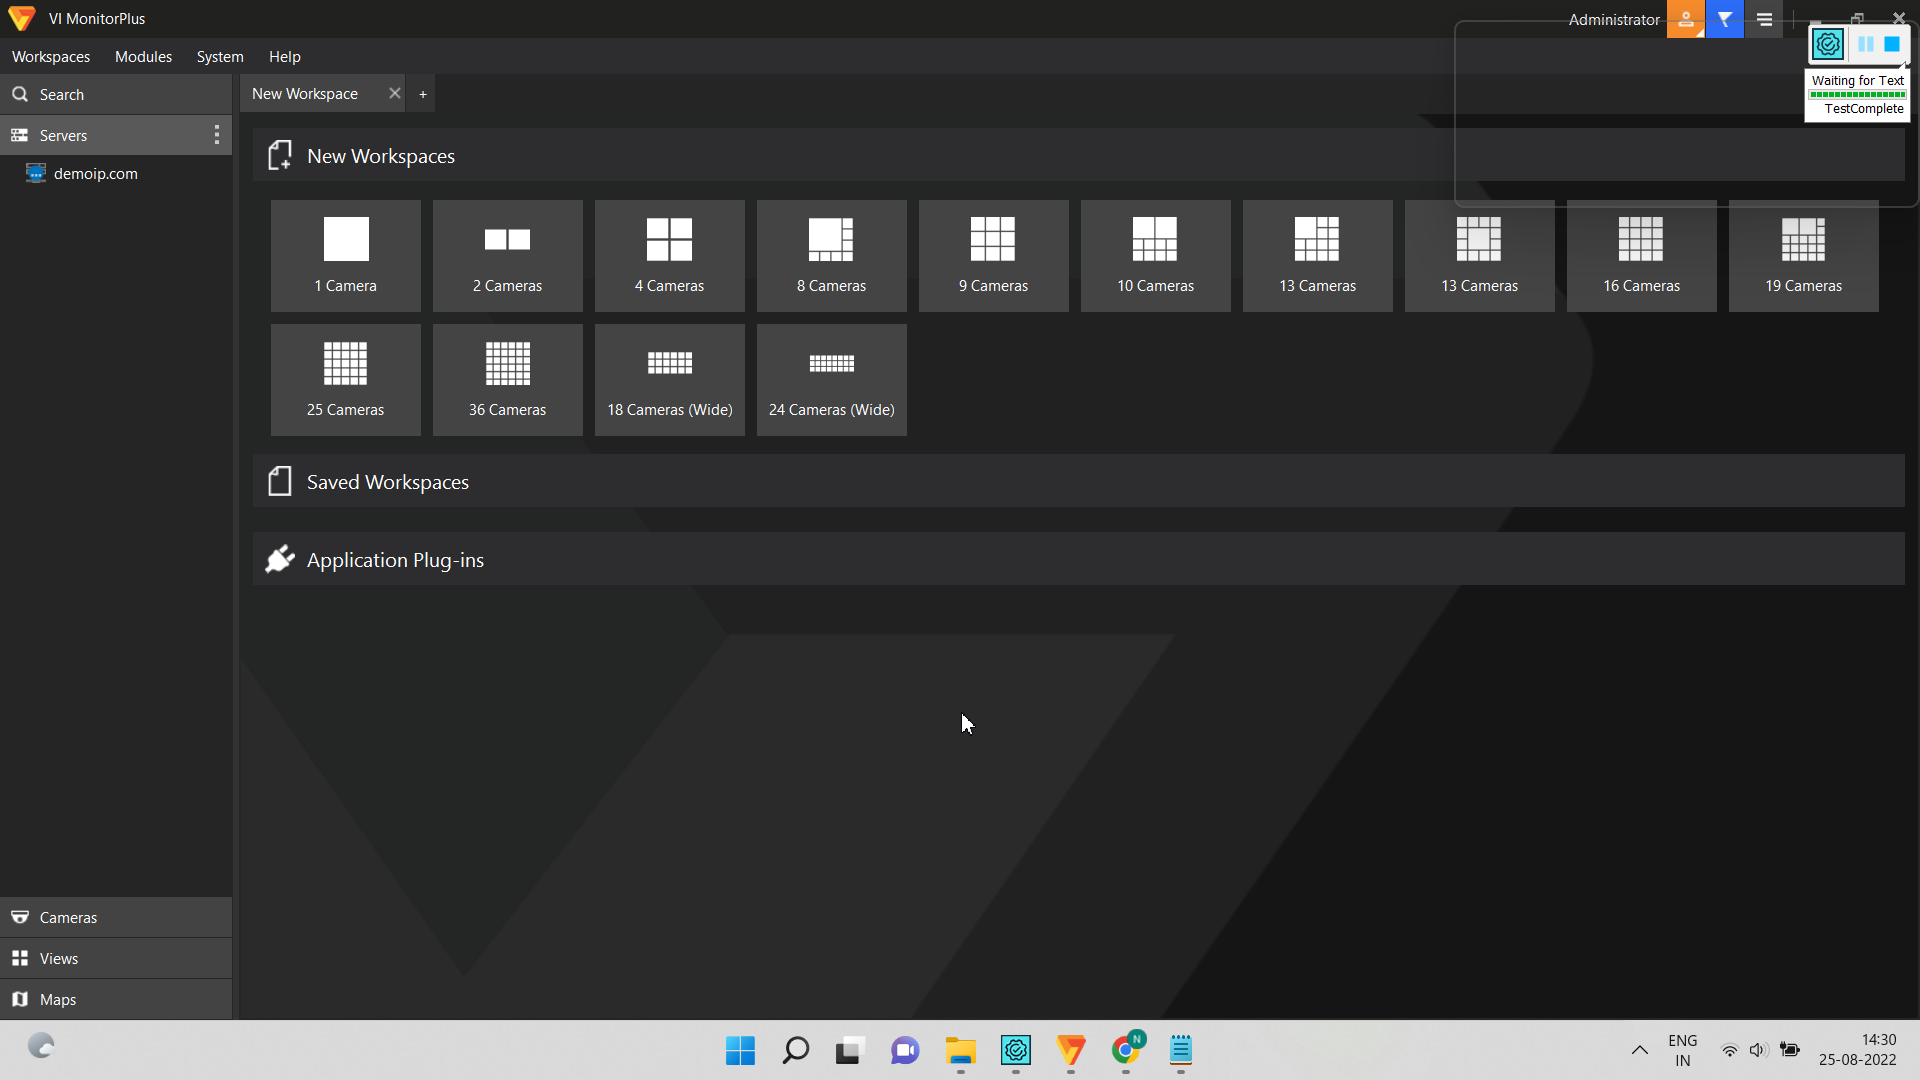 VI MonitorPlus
Administrator
Workspaces Modules System Help
Waiting for Text
TestComplete
Search
New Workspace
+
Servers
demoip.com
New Workspaces
1 Camera
2 Cameras
4 Cameras
8 Cameras
9 Cameras
10 Cameras
13 Cameras
13 Cameras
16 Cameras
19 Cameras
25 Cameras
36 Cameras
18 Cameras (Wide)
24 Cameras (Wide)
Saved Workspaces
Application Plug-ins
Cameras
Views
Maps
N
ENG
IN
14:30
25-08-2022